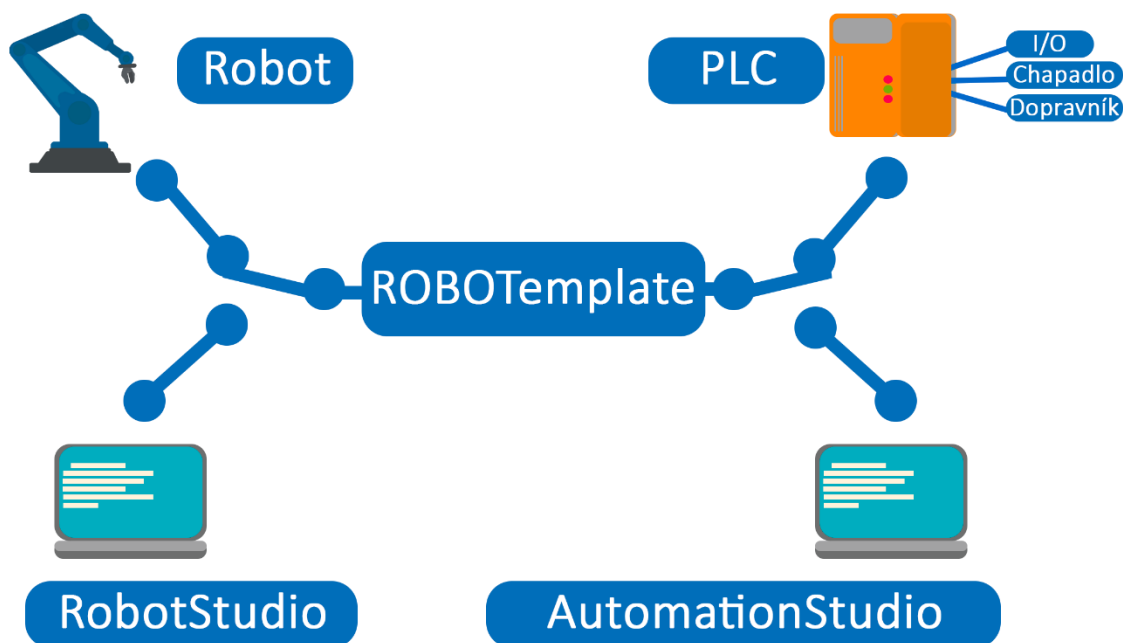 Robot
PLC
I/O
Chapadlo
Dopravník
ROBOTemplate
RobotStudio
AutomationStudio